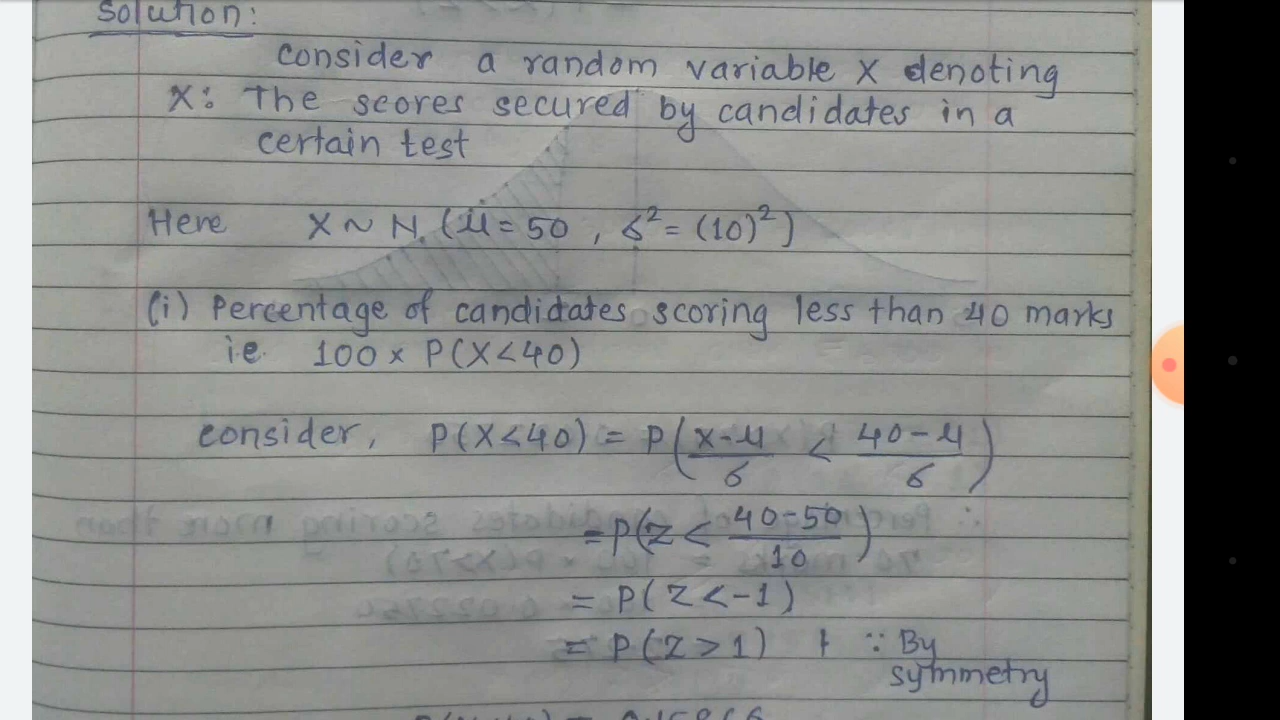 Solution:
Consider a random variable X denoting
X: The scores secured by candidates in a
certain test
Here X ~ N (μ = 50 , σ² = (10)²)
(i) Percentage of candidates scoring less than 40 marks
i.e. 100 × P(X<40)
consider, P(X<40) = P( (X-μ)/σ < (40-μ)/σ )
= P(Z < (40-50)/10 )
= P(Z<-1)
= P(Z>1) | ∵ By
symmetry